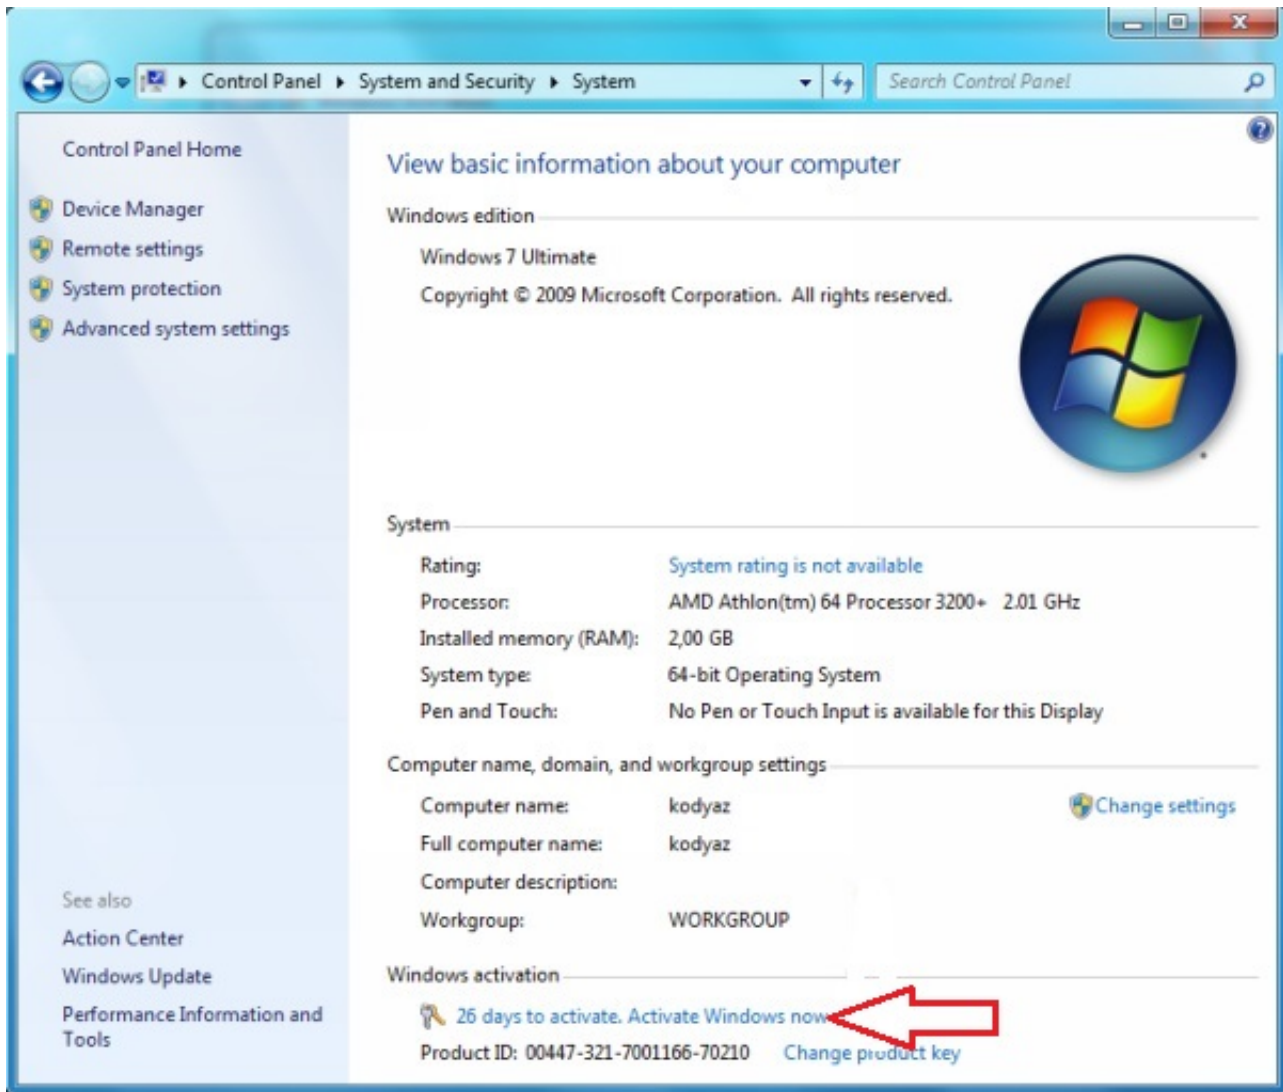 Control Panel ▸ System and Security ▸ System
Search Control Panel
Control Panel Home
Device Manager
Remote settings
System protection
Advanced system settings
See also
Action Center
Windows Update
Performance Information and
Tools
View basic information about your computer
Windows edition
Windows 7 Ultimate
Copyright © 2009 Microsoft Corporation. All rights reserved.
System
Rating: System rating is not available
Processor: AMD Athlon(tm) 64 Processor 3200+ 2.01 GHz
Installed memory (RAM): 2,00 GB
System type: 64-bit Operating System
Pen and Touch: No Pen or Touch Input is available for this Display
Computer name, domain, and workgroup settings
Computer name: kodyaz
Change settings
Full computer name: kodyaz
Computer description:
Workgroup: WORKGROUP
Windows activation
26 days to activate. Activate Windows now
Product ID: 00447-321-7001166-70210 Change product key